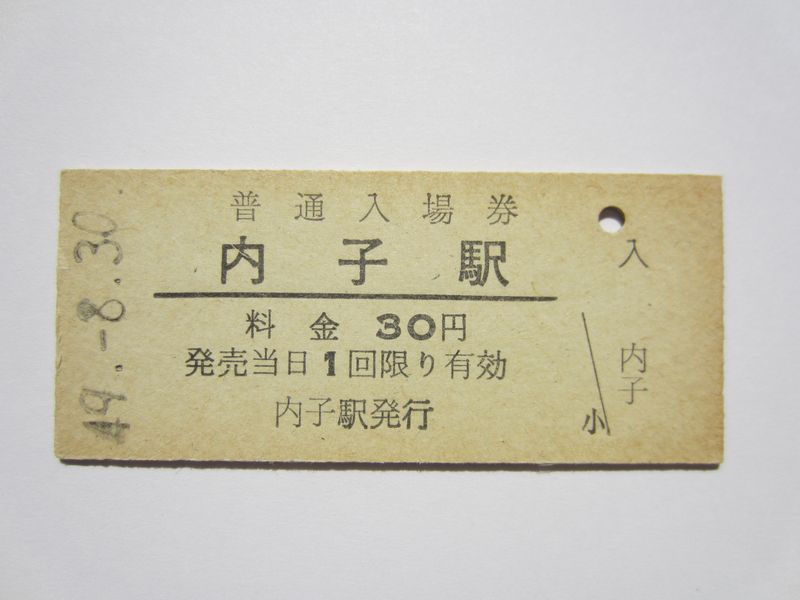 普通入場券
内子駅
料金 30円
発売当日1回限り有効
内子駅発行
49.-8.30.
入
内子
小